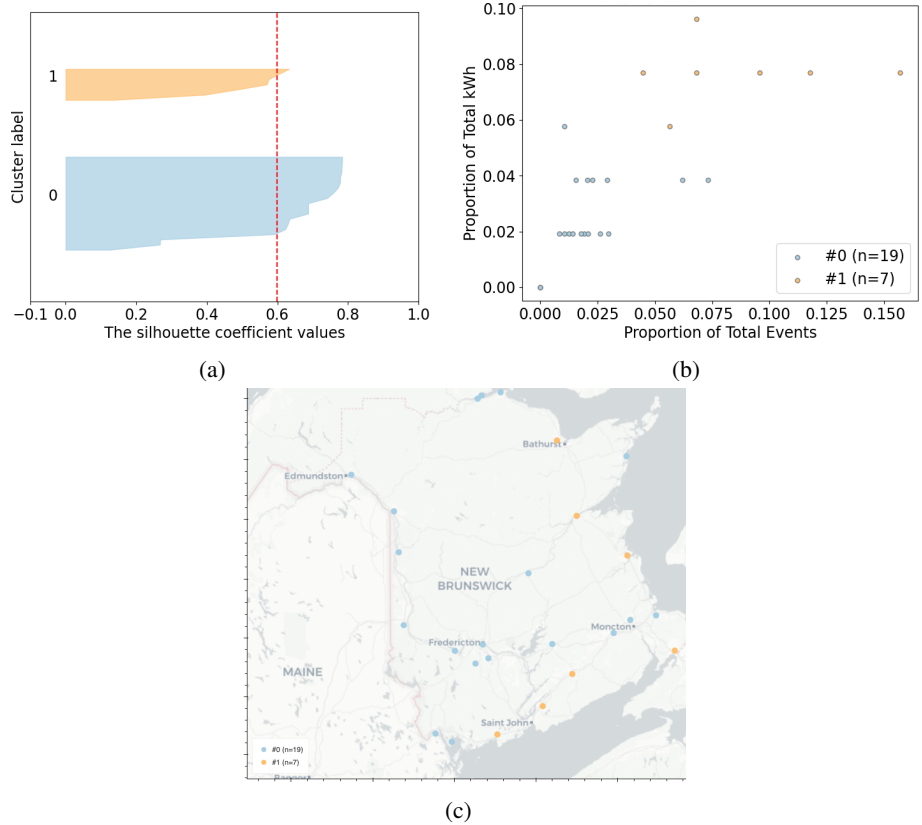 1
0
Cluster label
−0.1 0.0 0.2 0.4 0.6 0.8 1.0
The silhouette coefficient values
(a)
0.10
0.08
0.06
0.04
0.02
0.00
Proportion of Total kWh
#0 (n=19)
#1 (n=7)
0.000 0.025 0.050 0.075 0.100 0.125 0.150
Proportion of Total Events
(b)
Bathurst
Edmundston
NEW
BRUNSWICK
Moncton
Fredericton
MAINE
Saint John
#0 (n=19)
#1 (n=7)
Bangor
(c)